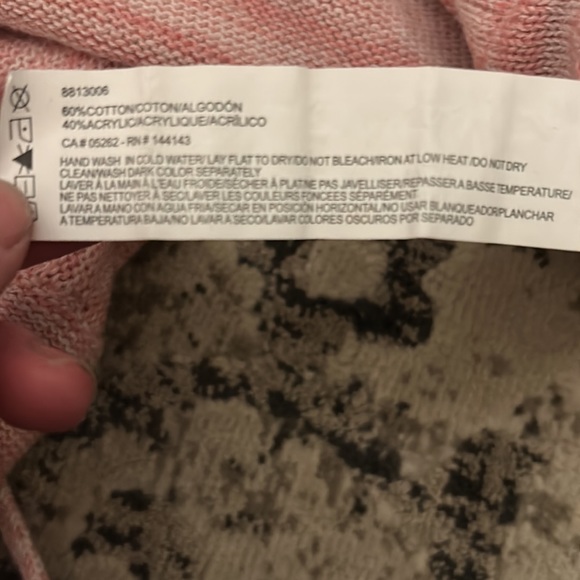 8813006
60%COTTON/COTON/ALGODÓN
40%ACRYLIC/ACRYLIQUE/ACRÍLICO
CA# 05262 - RN# 144143
HAND WASH IN COLD WATER/ LAY FLAT TO DRY/DO NOT BLEACH/IRON AT LOW HEAT /DO NOT DRY
CLEAN/WASH DARK COLOR SEPARATELY
LAVER À LA MAIN À L'EAU FROIDE/SÉCHER À PLAT/NE PAS JAVELLISER/REPASSER A BASSE TEMPERATURE/
NE PAS NETTOYER À SEC/LAVER LES COULEURS FONCÉES SÉPARÉMENT
LAVAR A MANO CON AGUA FRIA/SECAR EN POSICIÓN HORIZONTAL/NO USAR BLANQUEADOR/PLANCHAR
A TEMPERATURA BAJA/NO LAVAR A SECO/LAVAR COLORES OSCUROS POR SEPARADO